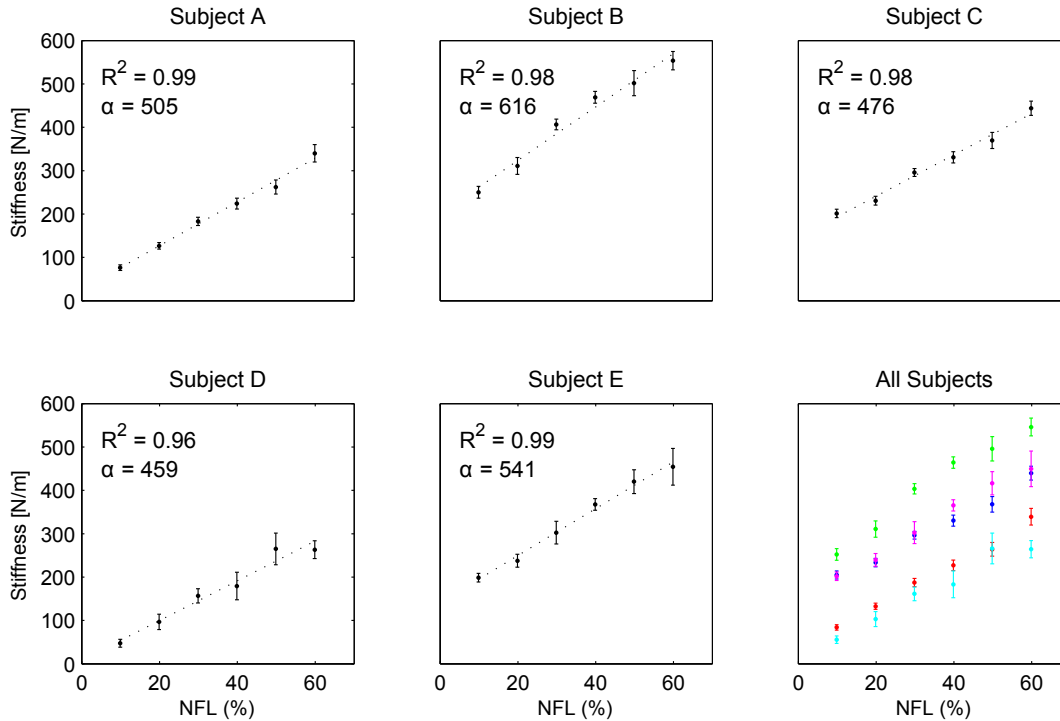 Subject A
Subject B
Subject C
600
500
400
300
200
100
0
Stiffness [N/m]
R² = 0.99
α = 505
R² = 0.98
α = 616
R² = 0.98
α = 476
Subject D
Subject E
All Subjects
600
500
400
300
200
100
0
Stiffness [N/m]
R² = 0.96
α = 459
R² = 0.99
α = 541
0 20 40 60
NFL (%)
0 20 40 60
NFL (%)
0 20 40 60
NFL (%)